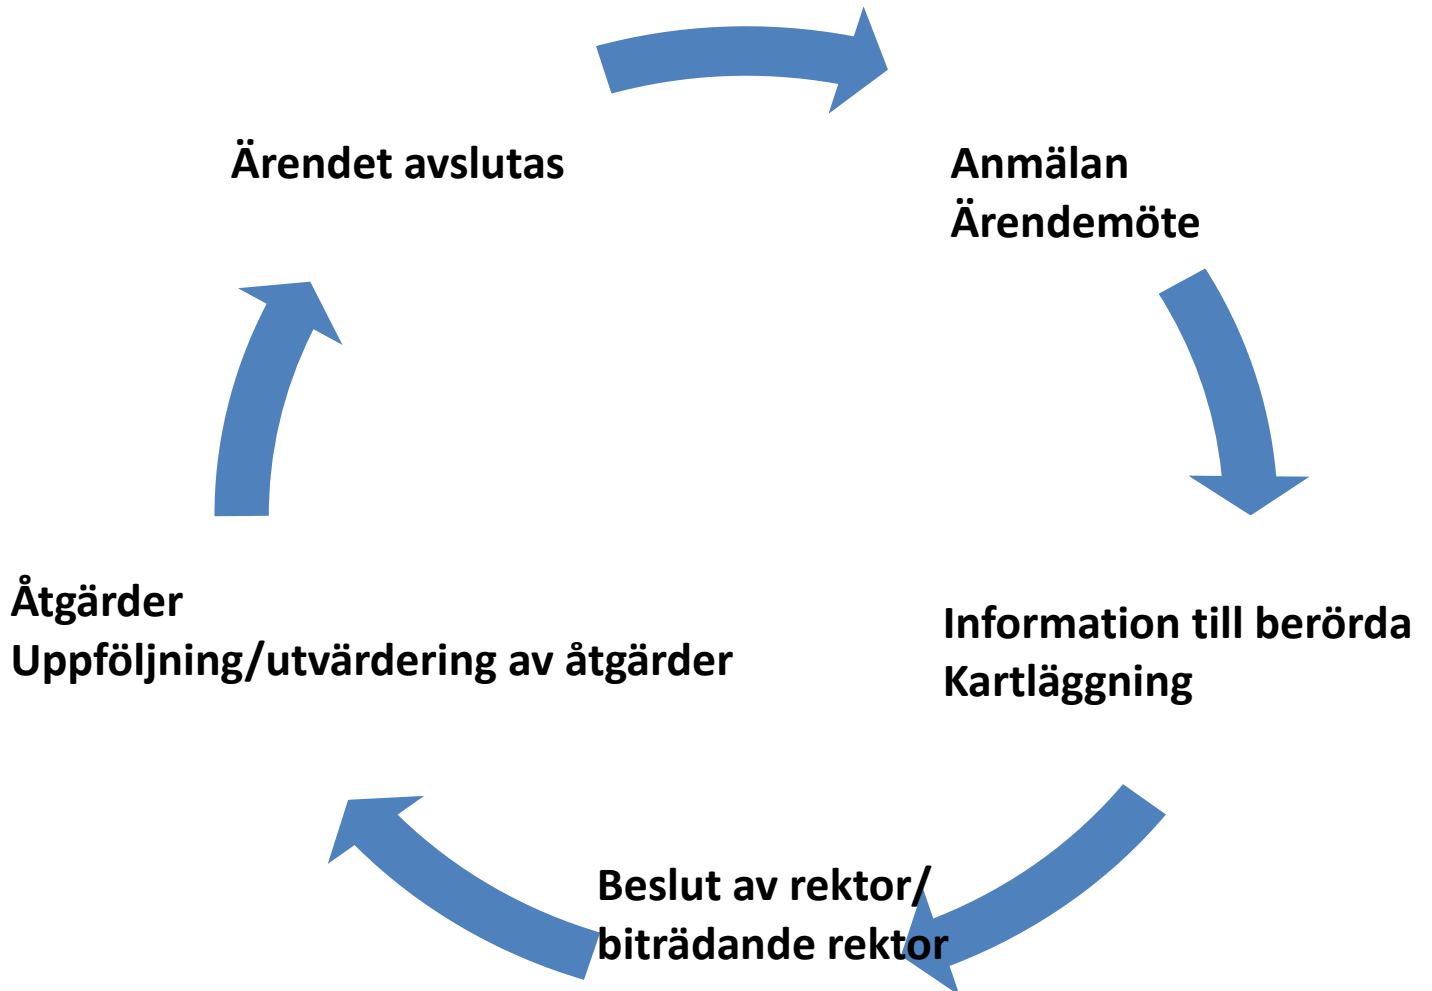 Ärendet avslutas
Anmälan
Ärendemöte
Information till berörda
Kartläggning
Beslut av rektor/
biträdande rektor
Åtgärder
Uppföljning/utvärdering av åtgärder